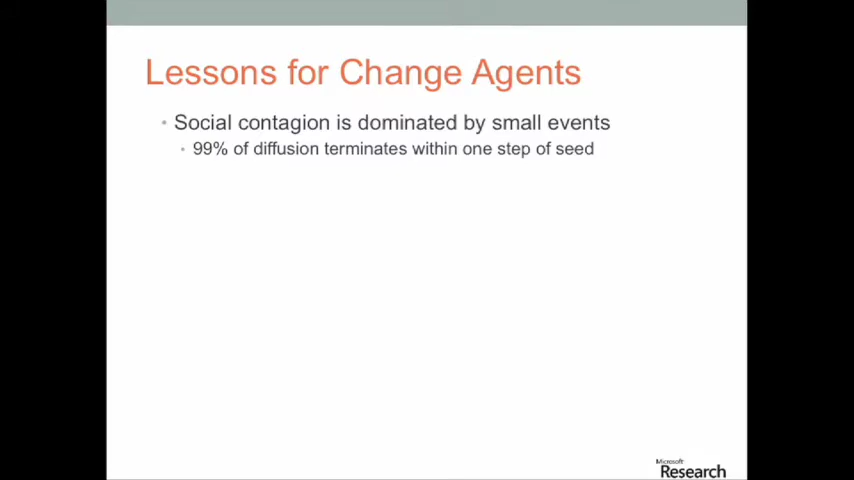 Lessons for Change Agents
• Social contagion is dominated by small events
• 99% of diffusion terminates within one step of seed
Microsoft
Research